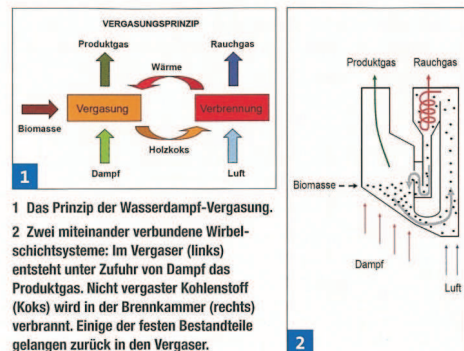 VERGASUNGSPRINZIP
Produktgas
Rauchgas
Wärme
Vergasung
Verbrennung
Biomasse
Holzkoks
Dampf
Luft
1
1 Das Prinzip der Wasserdampf-Vergasung.
2 Zwei miteinander verbundene Wirbel-
schichtsysteme: Im Vergaser (links)
entsteht unter Zufuhr von Dampf das
Produktgas. Nicht vergaster Kohlenstoff
(Koks) wird in der Brennkammer (rechts)
verbrannt. Einige der festen Bestandteile
gelangen zurück in den Vergaser.
Produktgas
Rauchgas
Biomasse
Dampf
Luft
2